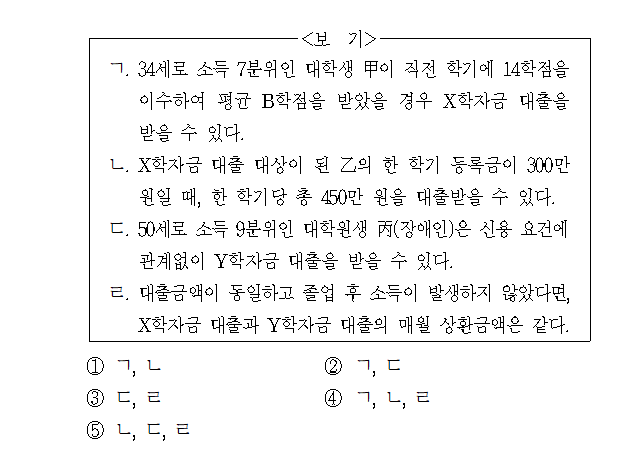 <보 기>
ㄱ. 34세로 소득 7분위인 대학생 甲이 직전 학기에 14학점을
이수하여 평균 B학점을 받았을 경우 X학자금 대출을
받을 수 있다.
ㄴ. X학자금 대출 대상이 된 乙의 한 학기 등록금이 300만
원일 때, 한 학기당 총 450만 원을 대출받을 수 있다.
ㄷ. 50세로 소득 9분위인 대학원생 丙(장애인)은 신용 요건에
관계없이 Y학자금 대출을 받을 수 있다.
ㄹ. 대출금액이 동일하고 졸업 후 소득이 발생하지 않았다면,
X학자금 대출과 Y학자금 대출의 매월 상환금액은 같다.
① ㄱ, ㄴ ② ㄱ, ㄷ
③ ㄷ, ㄹ ④ ㄱ, ㄴ, ㄹ
⑤ ㄴ, ㄷ, ㄹ